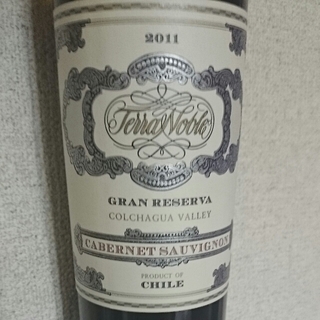 2011
TerraNoble
GRAN RESERVA
COLCHAGUA VALLEY
CABERNET SAUVIGNON
PRODUCT OF
CHILE